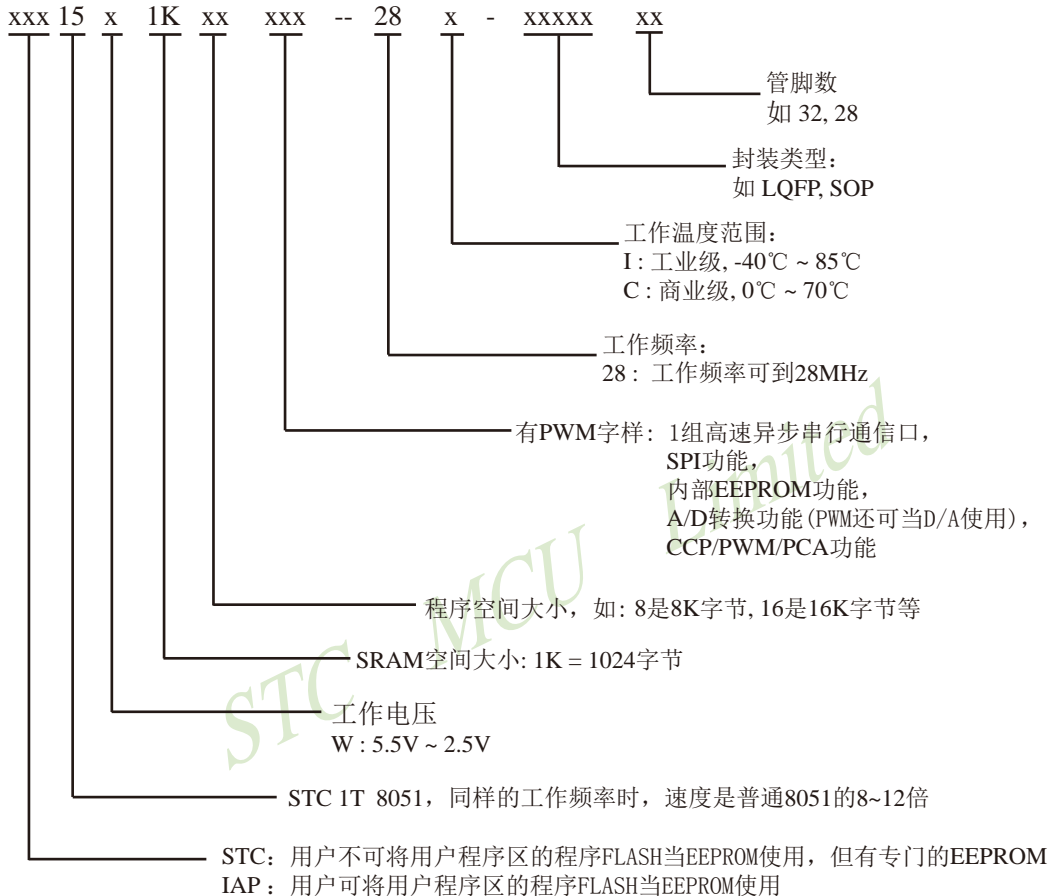 xxx 15 x 1K xx xxx -- 28 x - xxxxx xx
管脚数
如 32, 28
封装类型：
如 LQFP, SOP
工作温度范围：
I : 工业级, -40℃ ~ 85℃
C : 商业级, 0℃ ~ 70℃
工作频率：
28 : 工作频率可到28MHz
有PWM字样: 1组高速异步串行通信口，
SPI功能，
内部EEPROM功能，
A/D转换功能(PWM还可当D/A使用)，
CCP/PWM/PCA功能
程序空间大小，如: 8是8K字节, 16是16K字节等
SRAM空间大小: 1K = 1024字节
工作电压
W : 5.5V ~ 2.5V
STC 1T 8051，同样的工作频率时，速度是普通8051的8~12倍
STC：用户不可将用户程序区的程序FLASH当EEPROM使用，但有专门的EEPROM
IAP：用户可将用户程序区的程序FLASH当EEPROM使用
STC MCU Limited